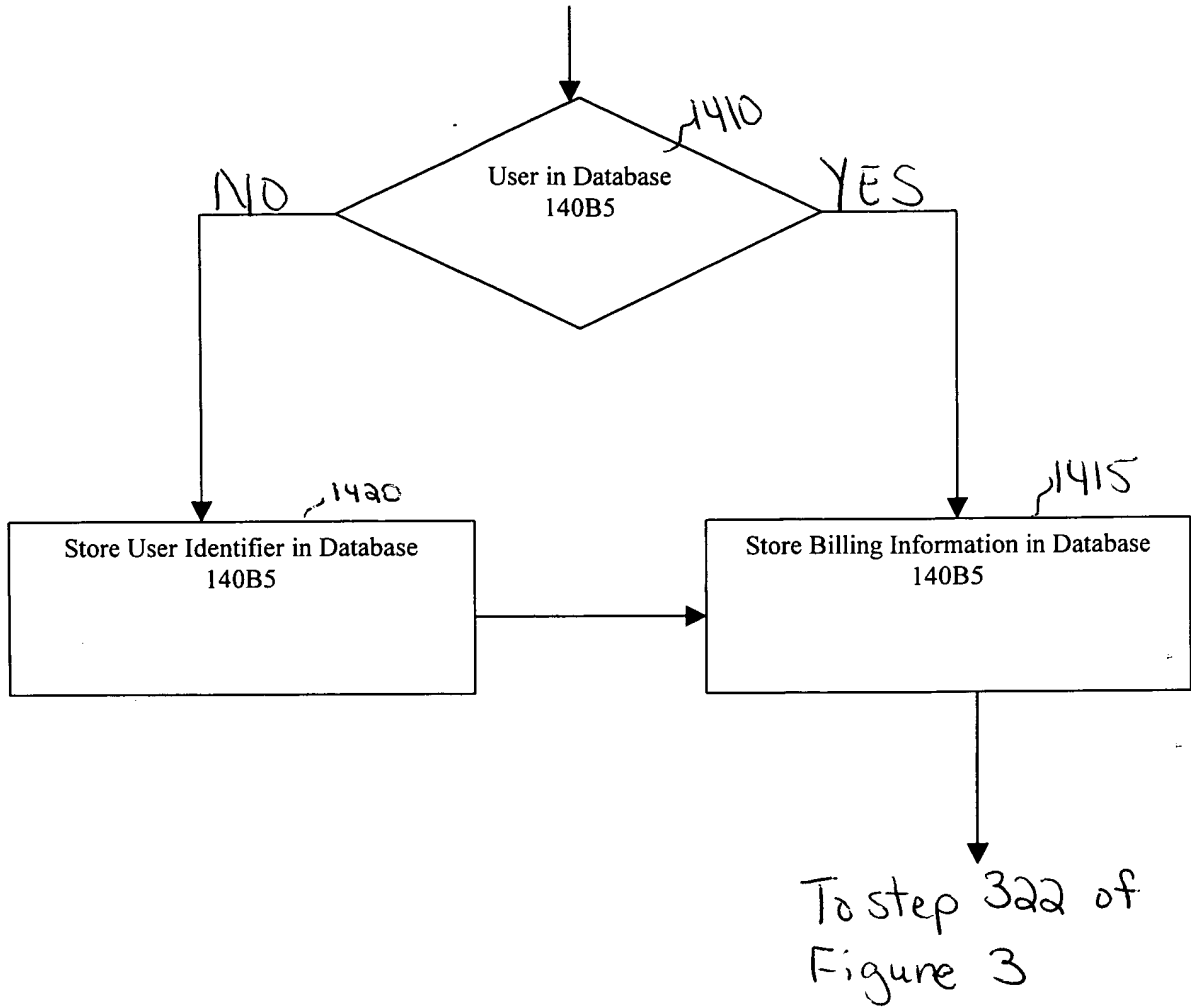 1410
User in Database
140B5
NO
YES
1420
Store User Identifier in Database
140B5
1415
Store Billing Information in Database
140B5
To step 322 of
Figure 3